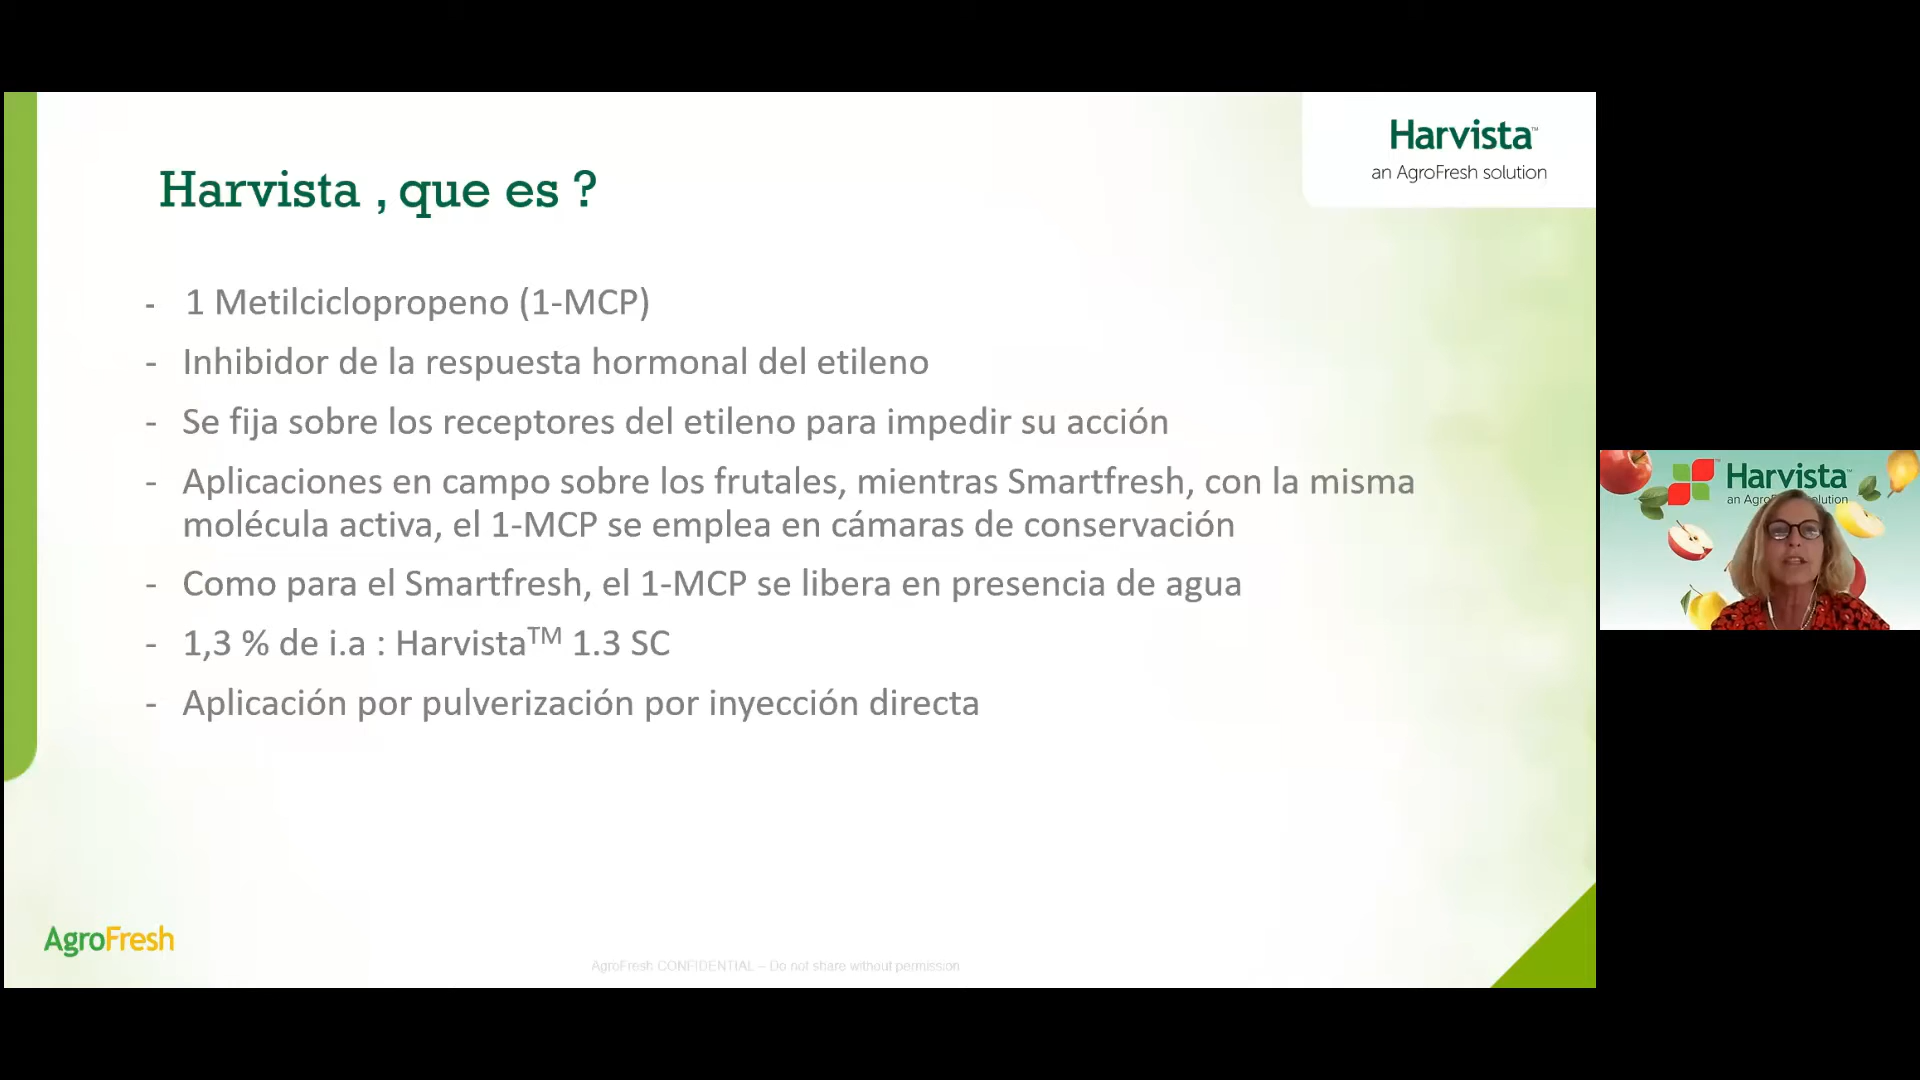 Harvista™
an AgroFresh solution
Harvista , que es ?
- 1 Metilciclopropeno (1-MCP)
- Inhibidor de la respuesta hormonal del etileno
- Se fija sobre los receptores del etileno para impedir su acción
- Aplicaciones en campo sobre los frutales, mientras Smartfresh, con la misma
molécula activa, el 1-MCP se emplea en cámaras de conservación
- Como para el Smartfresh, el 1-MCP se libera en presencia de agua
- 1,3 % de i.a : Harvista™ 1.3 SC
- Aplicación por pulverización por inyección directa
AgroFresh
AgroFresh CONFIDENTIAL – Do not share without permission
Harvista™